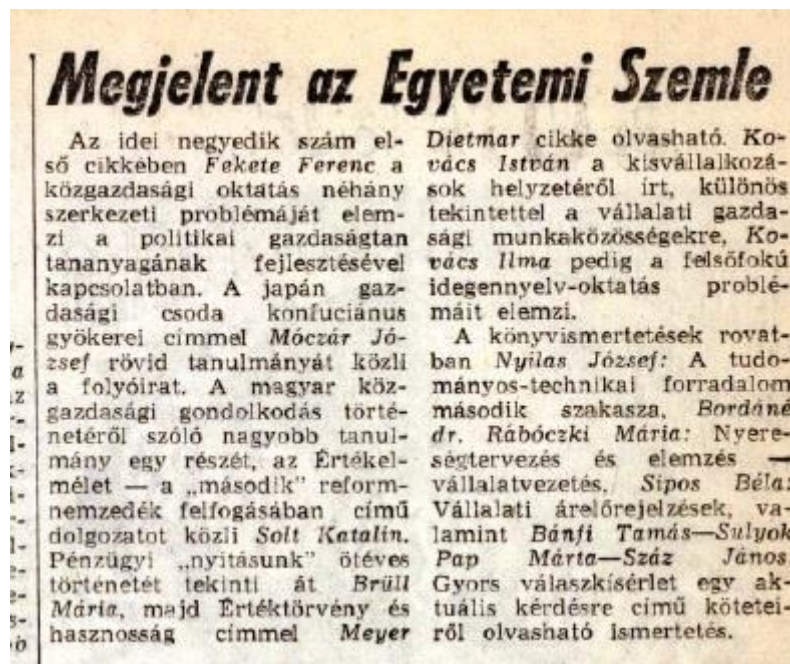 Megjelent az Egyetemi Szemle
Az idei negyedik szám el-
ső cikkében Fekete Ferenc a
közgazdasági oktatás néhány
szerkezeti problémáját elem-
zi a politikai gazdaságtan
tananyagának fejlesztésével
kapcsolatban. A japán gaz-
dasági csoda konfuciánus
gyökerei címmel Móczár Jó-
zsef rövid tanulmányát közli
a folyóirat. A magyar köz-
gazdasági gondolkodás törté-
netéről szóló nagyobb tanul-
mány egy részét, az Értékel-
mélet — a „második" reform-
nemzedék felfogásában című
dolgozatot közli Solt Katalin.
Pénzügyi „nyitásunk" ötéves
történetét tekinti át Brüll
Mária, majd Értéktörvény és
hasznosság címmel Meyer
Dietmar cikke olvasható. Ko-
vács István a kisvállalkozá-
sok helyzetéről írt, különös
tekintettel a vállalati gazda-
sági munkaközösségekre, Ko-
vács Ilma pedig a felsőfokú
idegennyelv-oktatás problé-
máit elemzi.
A könyvismertetések rovat-
ban Nyilas József: A tudo-
mányos-technikai forradalom
második szakasza, Bordáné
dr. Rábóczki Mária: Nyere-
ségtervezés és elemzés —
vállalatvezetés, Sipos Béla:
Vállalati árelőrejelzések, va-
lamint Bánfi Tamás—Sulyok
Pap Márta—Száz János:
Gyors válaszkísérlet egy ak-
tuális kérdésre című kötetei-
ről olvasható ismertetés.